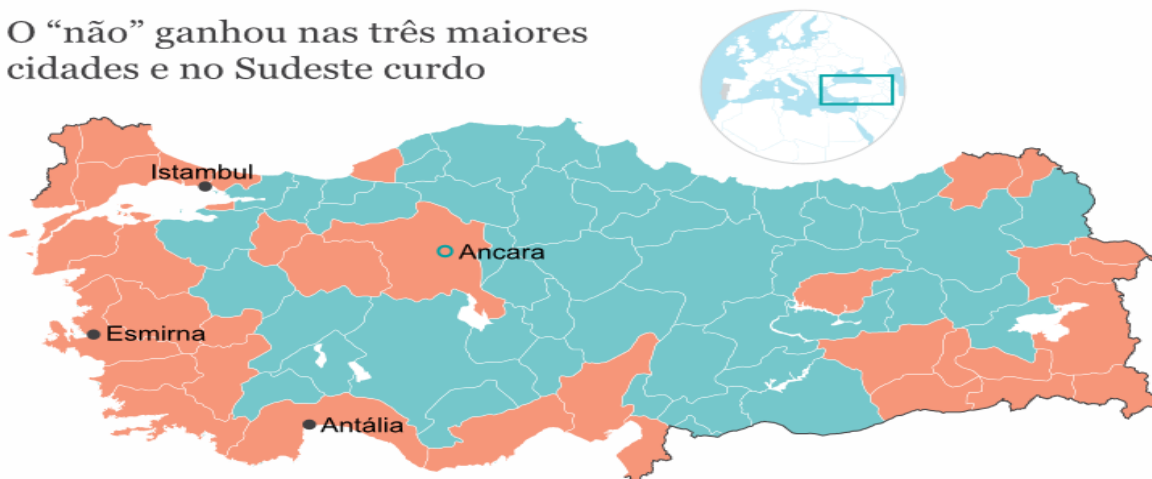 O “não” ganhou nas três maiores
cidades e no Sudeste curdo
Istambul
Ancara
Esmirna
Antália